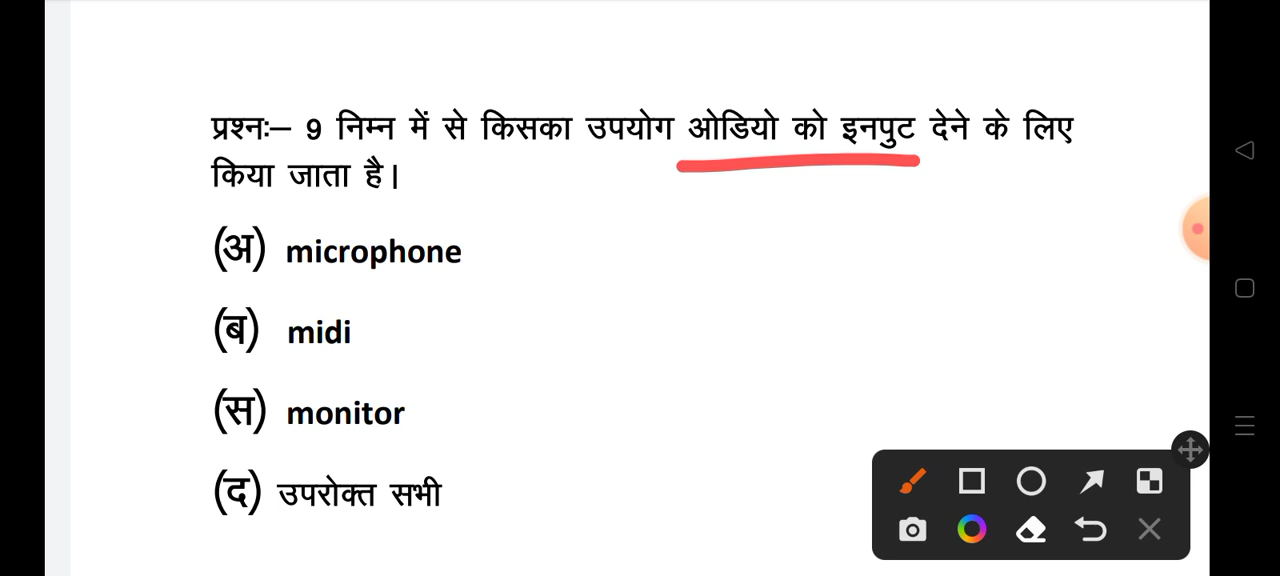 प्रश्नः– 9 निम्न में से किसका उपयोग ओडियो को इनपुट देने के लिए
किया जाता है।
(अ) microphone
(ब) midi
(स) monitor
(द) उपरोक्त सभी